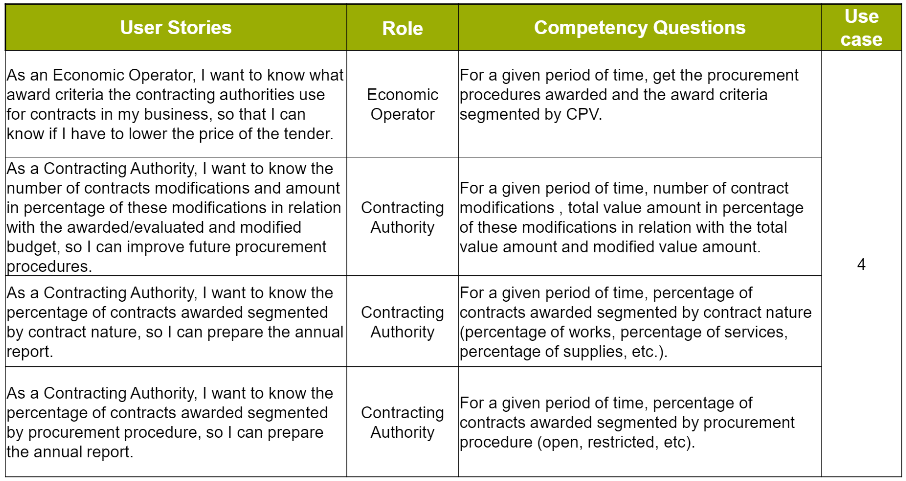 User Stories
Role
Competency Questions
Use
case
As an Economic Operator, I want to know what
award criteria the contracting authorities use
for contracts in my business, so that I can
know if I have to lower the price of the tender.
Economic
Operator
For a given period of time, get the procurement
procedures awarded and the award criteria
segmented by CPV.
As a Contracting Authority, I want to know the
number of contracts modifications and amount
in percentage of these modifications in relation
with the awarded/evaluated and modified
budget, so I can improve future procurement
procedures.
Contracting
Authority
For a given period of time, number of contract
modifications , total value amount in percentage
of these modifications in relation with the total
value amount and modified value amount.
4
As a Contracting Authority, I want to know the
percentage of contracts awarded segmented
by contract nature, so I can prepare the annual
report.
Contracting
Authority
For a given period of time, percentage of
contracts awarded segmented by contract nature
(percentage of works, percentage of services,
percentage of supplies, etc.).
As a Contracting Authority, I want to know the
percentage of contracts awarded segmented
by procurement procedure, so I can prepare
the annual report.
Contracting
Authority
For a given period of time, percentage of
contracts awarded segmented by procurement
procedure (open, restricted, etc).